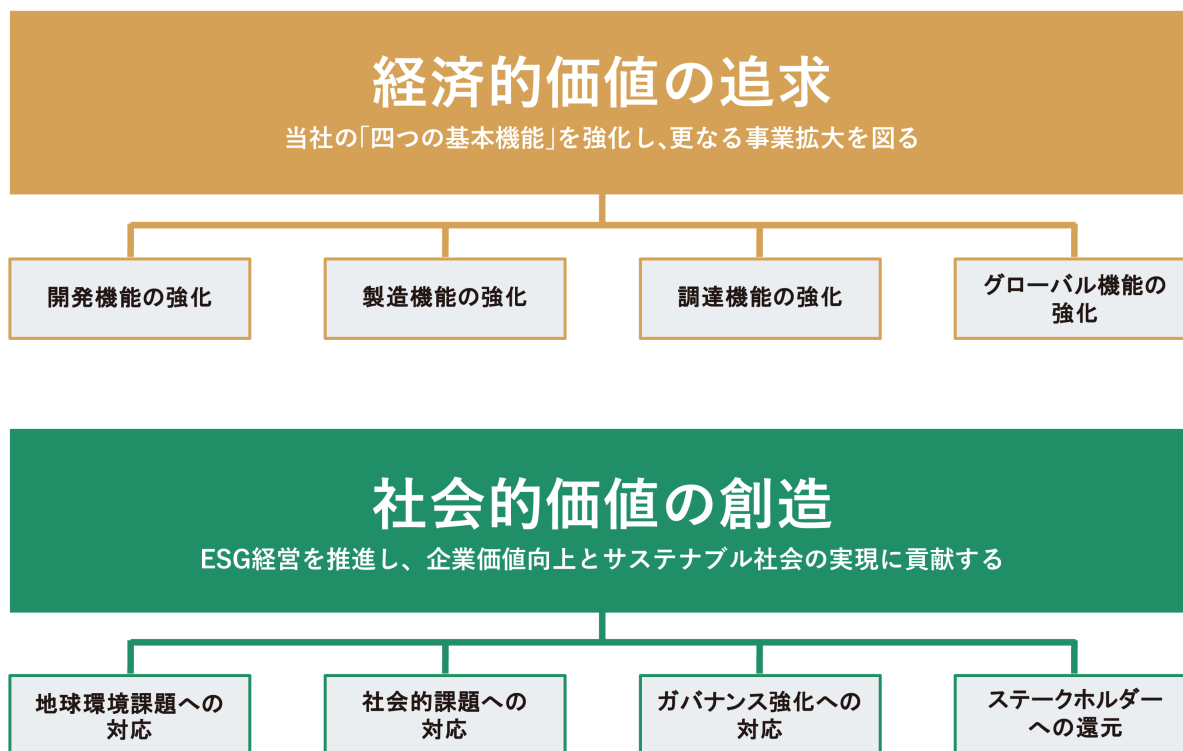 経済的価値の追求
当社の｢四つの基本機能｣を強化し、更なる事業拡大を図る
開発機能の強化
製造機能の強化
調達機能の強化
グローバル機能の
強化
社会的価値の創造
ESG経営を推進し、企業価値向上とサステナブル社会の実現に貢献する
地球環境課題への
対応
社会的課題への
対応
ガバナンス強化への
対応
ステークホルダー
への還元